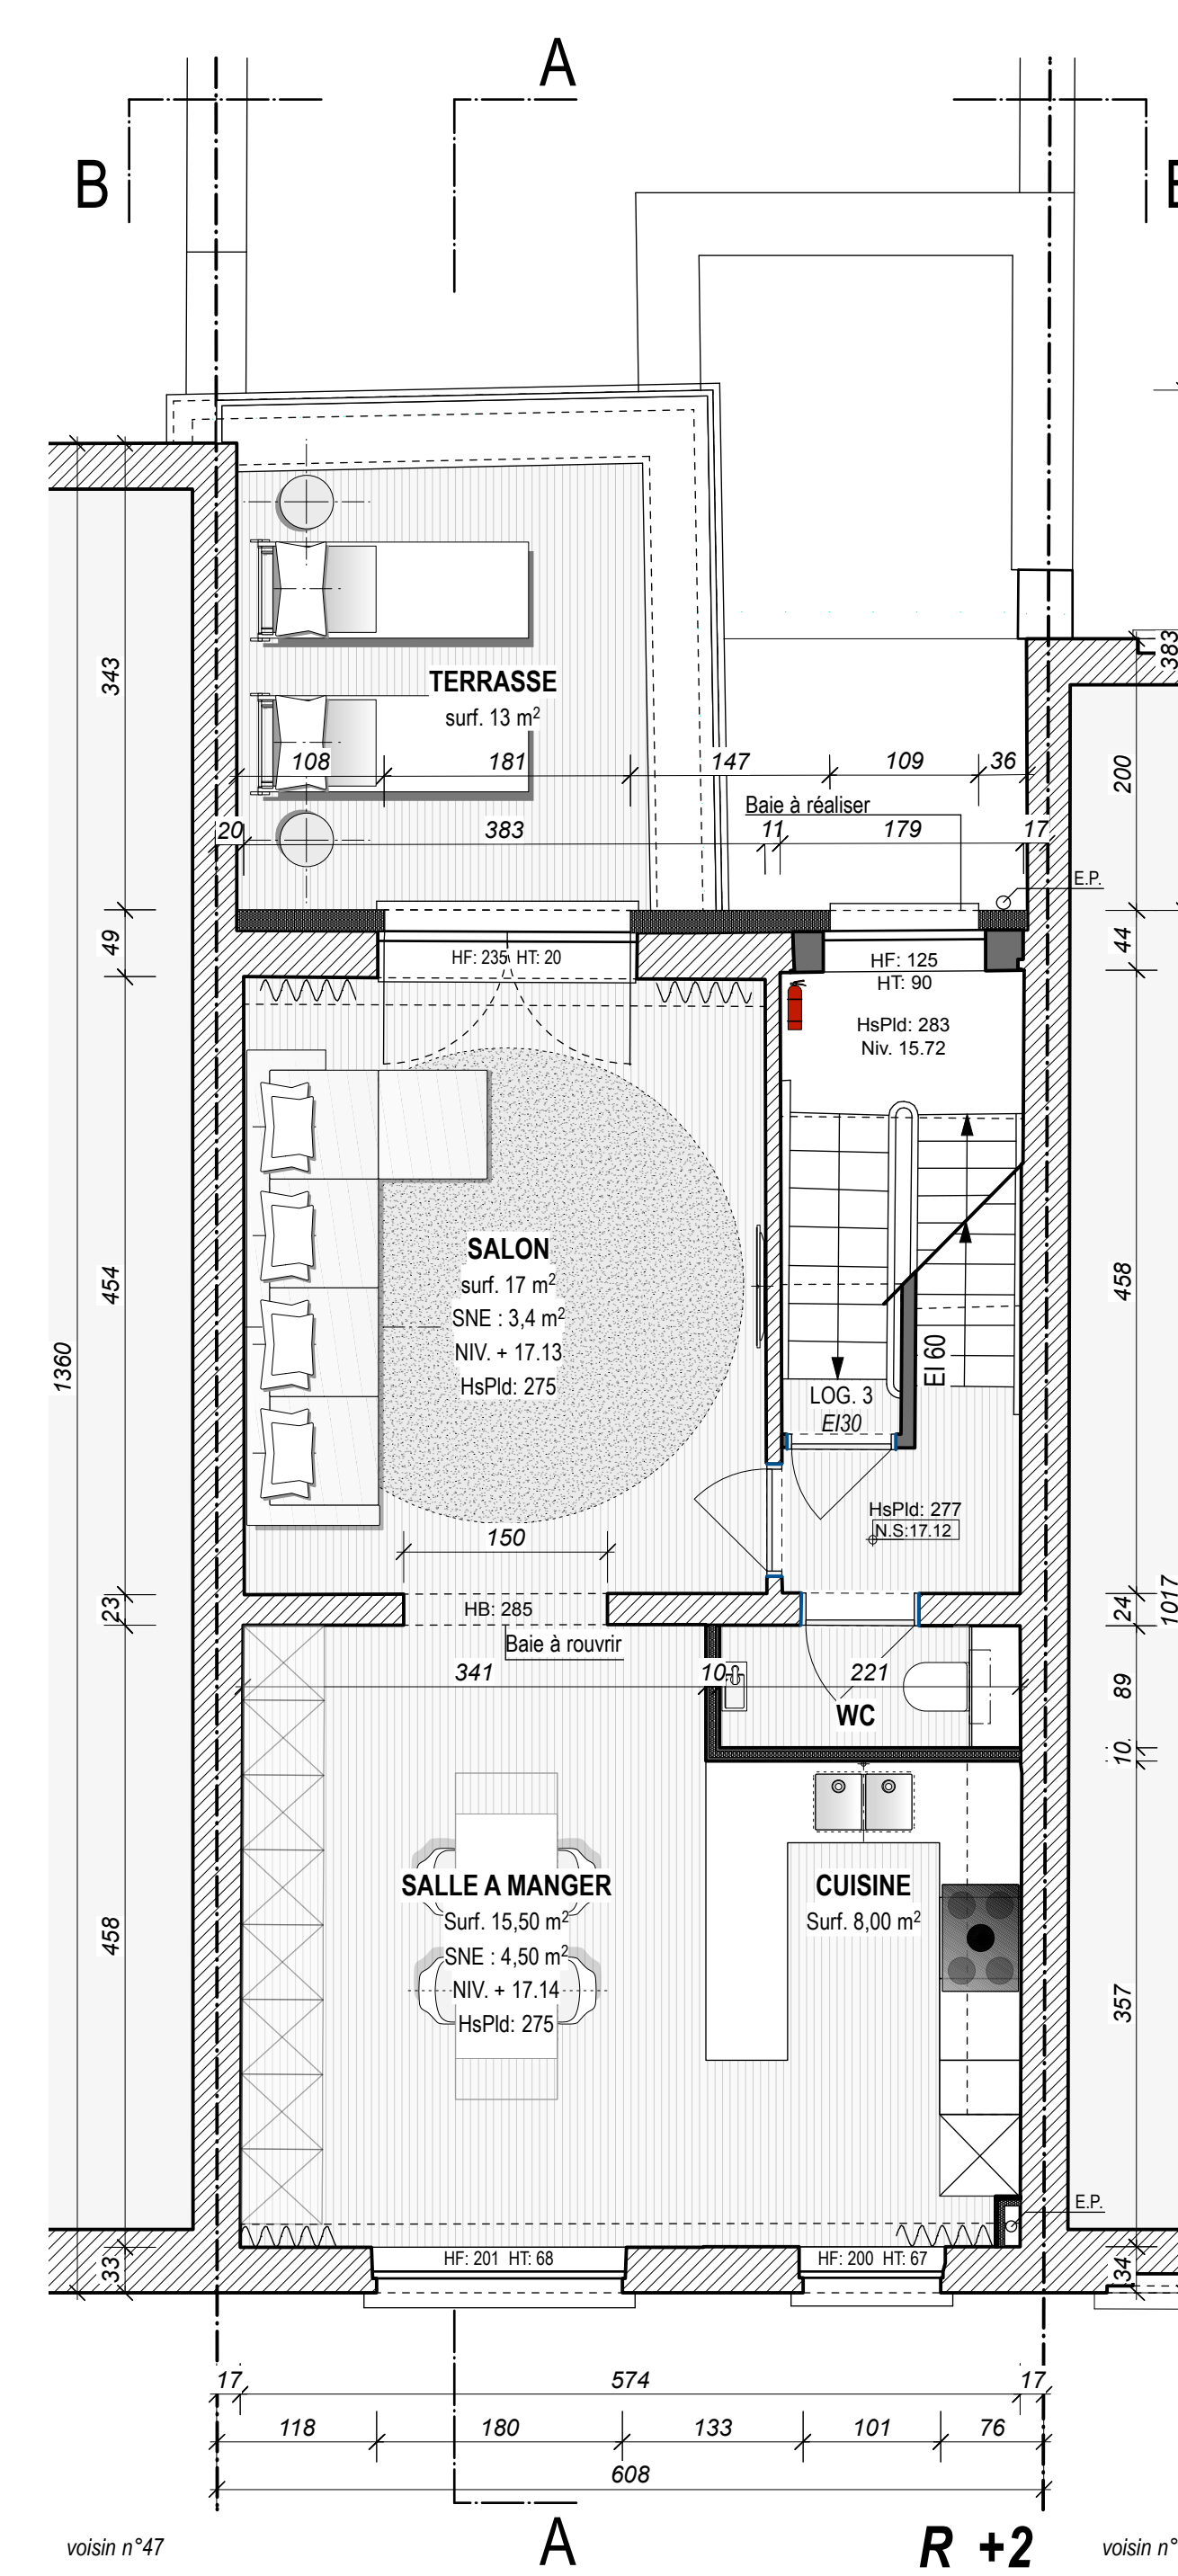 A
B
TERRASSE
surf. 13 m²
343
383
200
108
181
147
109
36
Baie à réaliser
20
383
11
179
17
E.P.
49
44
HF: 235 HT: 20
HF: 125
HT: 90
HsPld: 283
Niv. 15.72
SALON
surf. 17 m²
SNE : 3,4 m²
NIV. + 17.13
HsPld: 275
454
458
1360
EI 60
LOG. 3
EI30
HsPld: 277
N.S:17.12
150
23
HB: 285
24
1017
Baie à rouvrir
341
10
221
89
WC
10
SALLE A MANGER
Surf. 15,50 m²
SNE : 4,50 m²
NIV. + 17.14
HsPld: 275
CUISINE
Surf. 8,00 m²
458
357
E.P.
33
HF: 201 HT: 68
HF: 200 HT: 67
34
17
574
17
118
180
133
101
76
608
A
R +2
voisin n°47
voisin n°